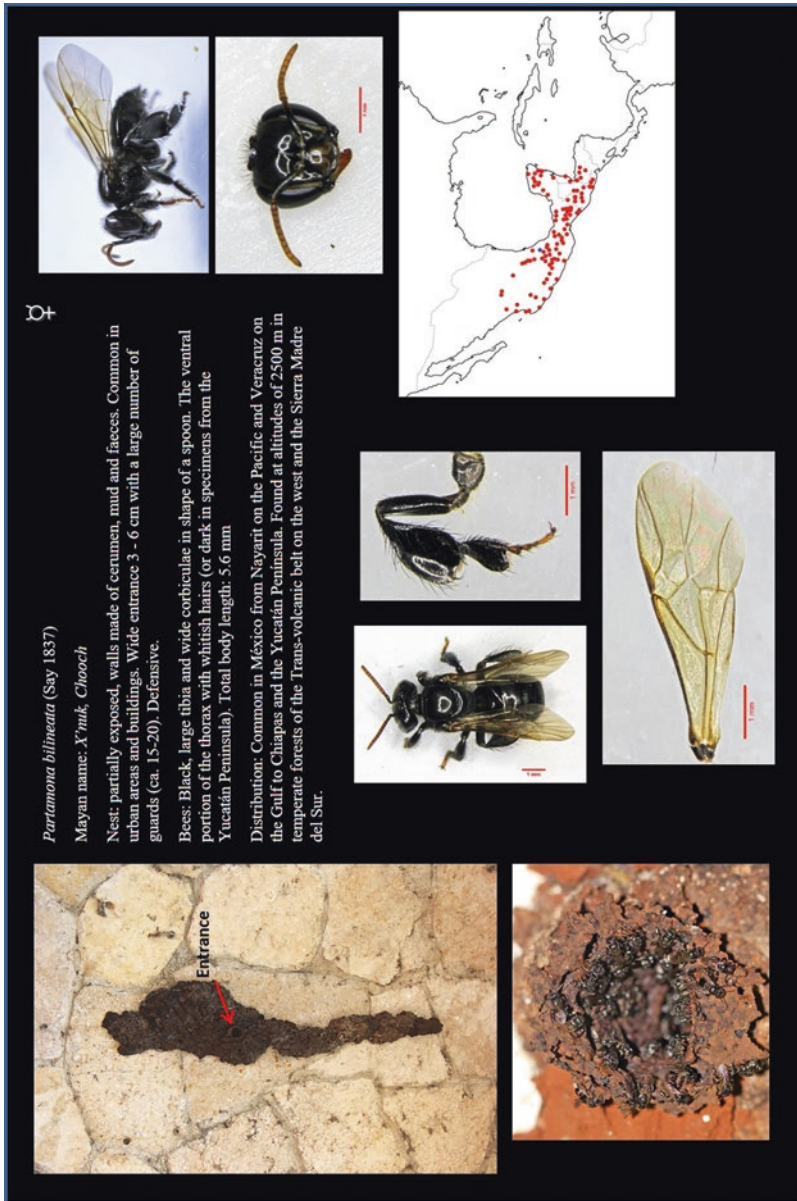 ☿
Partamona bilineata (Say 1837)
Mayan name: X'nuk, Chooch
Nest: partially exposed, walls made of cerumen, mud and faeces. Common in
urban areas and buildings. Wide entrance 3 - 6 cm with a large number of
guards (ca. 15-20). Defensive.
Bees: Black, large tibia and wide corbiculae in shape of a spoon. The ventral
portion of the thorax with whitish hairs (or dark in specimens from the
Yucatán Peninsula). Total body length: 5.6 mm
Distribution: Common in México from Nayarit on the Pacific and Veracruz on
the Gulf to Chiapas and the Yucatán Peninsula. Found at altitudes of 2500 m in
temperate forests of the Trans-volcanic belt on the west and the Sierra Madre
del Sur.
Entrance
1 mm
1 mm
1 mm
1 mm